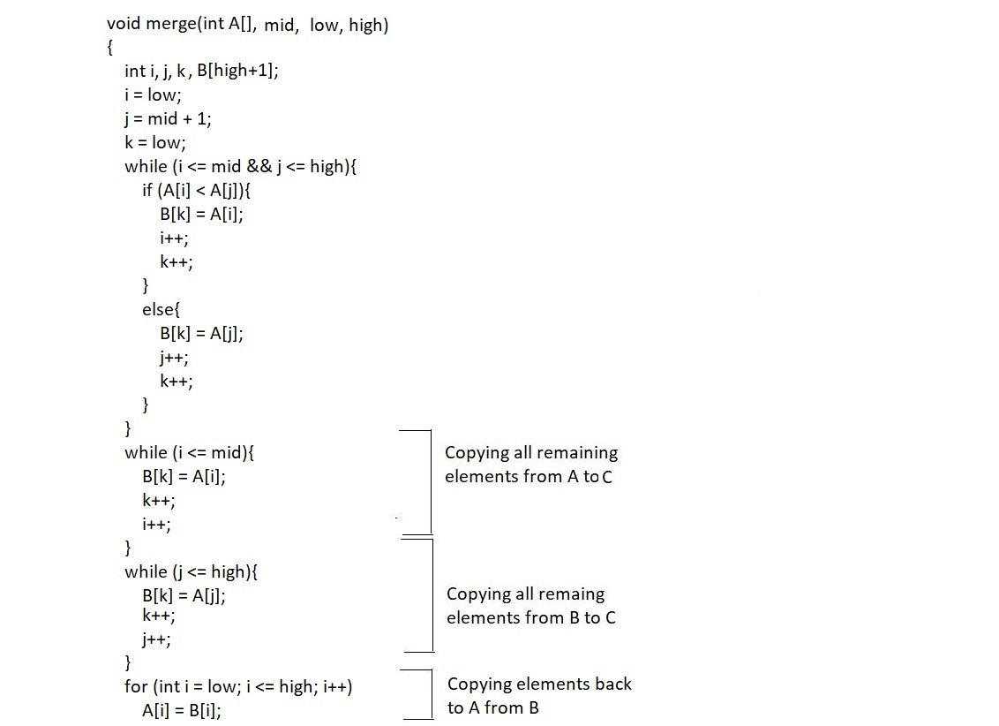 void merge(int A[], mid, low, high)
{
int i, j, k, B[high+1];
i = low;
j = mid + 1;
k = low;
while (i <= mid && j <= high){
if (A[i] < A[j]){
B[k] = A[i];
i++;
k++;
}
else{
B[k] = A[j];
j++;
k++;
}
}
while (i <= mid){
B[k] = A[i];
k++;
i++;
}
while (j <= high){
B[k] = A[j];
k++;
j++;
}
for (int i = low; i <= high; i++)
A[i] = B[i];
Copying all remaining
elements from A to C
Copying all remaing
elements from B to C
Copying elements back
to A from B